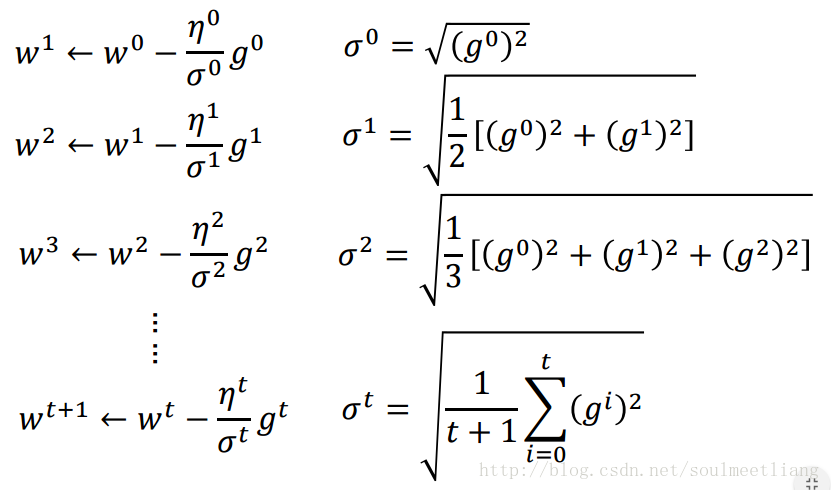 w¹ ← w⁰ − η⁰/σ⁰ g⁰    σ⁰ = √(g⁰)²
w² ← w¹ − η¹/σ¹ g¹    σ¹ = √(1/2 [(g⁰)² + (g¹)²])
w³ ← w² − η²/σ² g²    σ² = √(1/3 [(g⁰)² + (g¹)² + (g²)²])
⋮
⋮
wᵗ⁺¹ ← wᵗ − ηᵗ/σᵗ gᵗ    σᵗ = √(1/(t + 1) ∑ᵢ₌₀ᵗ (gⁱ)²)
http://blog.csdn.net/soulmeetliang